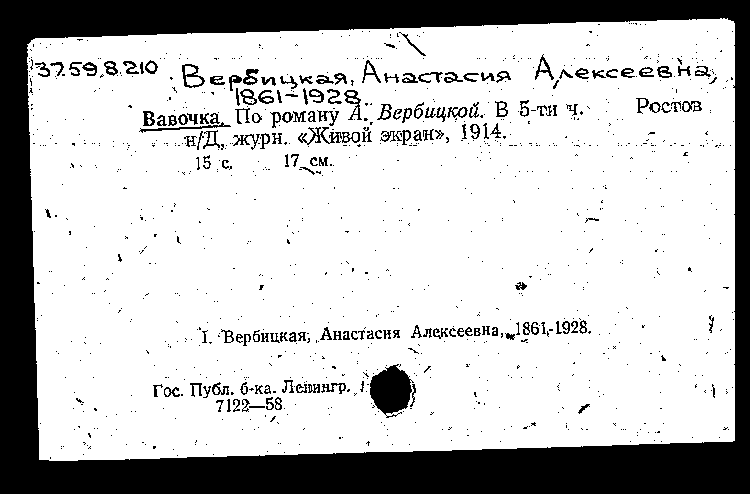 37.59.8.210 Вербицкая, Анастасия Алексеевна,
1861-1928.
Вавочка. По роману А. Вербицкой. В 5-ти ч. Ростов
н/Д, журн. «Живой экран», 1914.
15 с. 17 см.
1. Вербицкая, Анастасия Алексеевна, 1861-1928.
Гос. Публ. б-ка. Ленингр.
7122—58